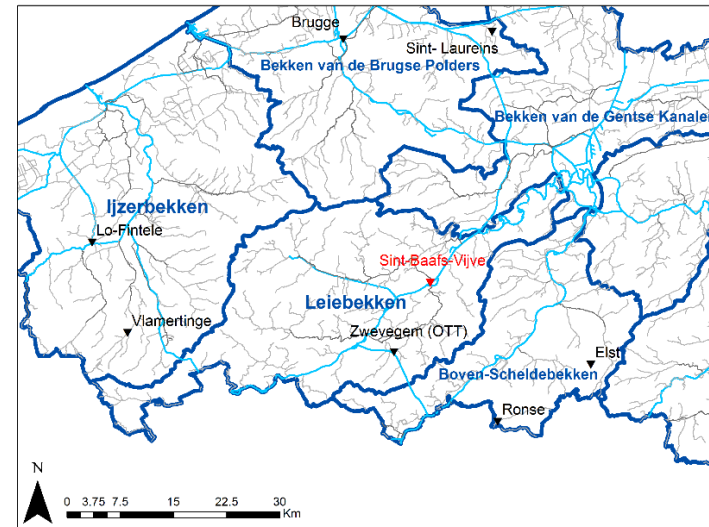 Brugge
Sint- Laureins
Bekken van de Brugse Polders
Bekken van de Gentse Kanalen
Ijzerbekken
Lo-Fintele
Sint-Baafs-Vijve
Leiebekken
Vlamertinge
Zwevegem (OTT)
Elst
Boven-Scheldebekken
Ronse
N
0 3.75 7.5 15 22.5 30
Km